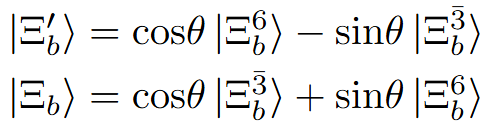 |Ξ′_b⟩ = cosθ |Ξ_b^6⟩ − sinθ |Ξ_b^{3̄}⟩
|Ξ_b⟩ = cosθ |Ξ_b^{3̄}⟩ + sinθ |Ξ_b^6⟩